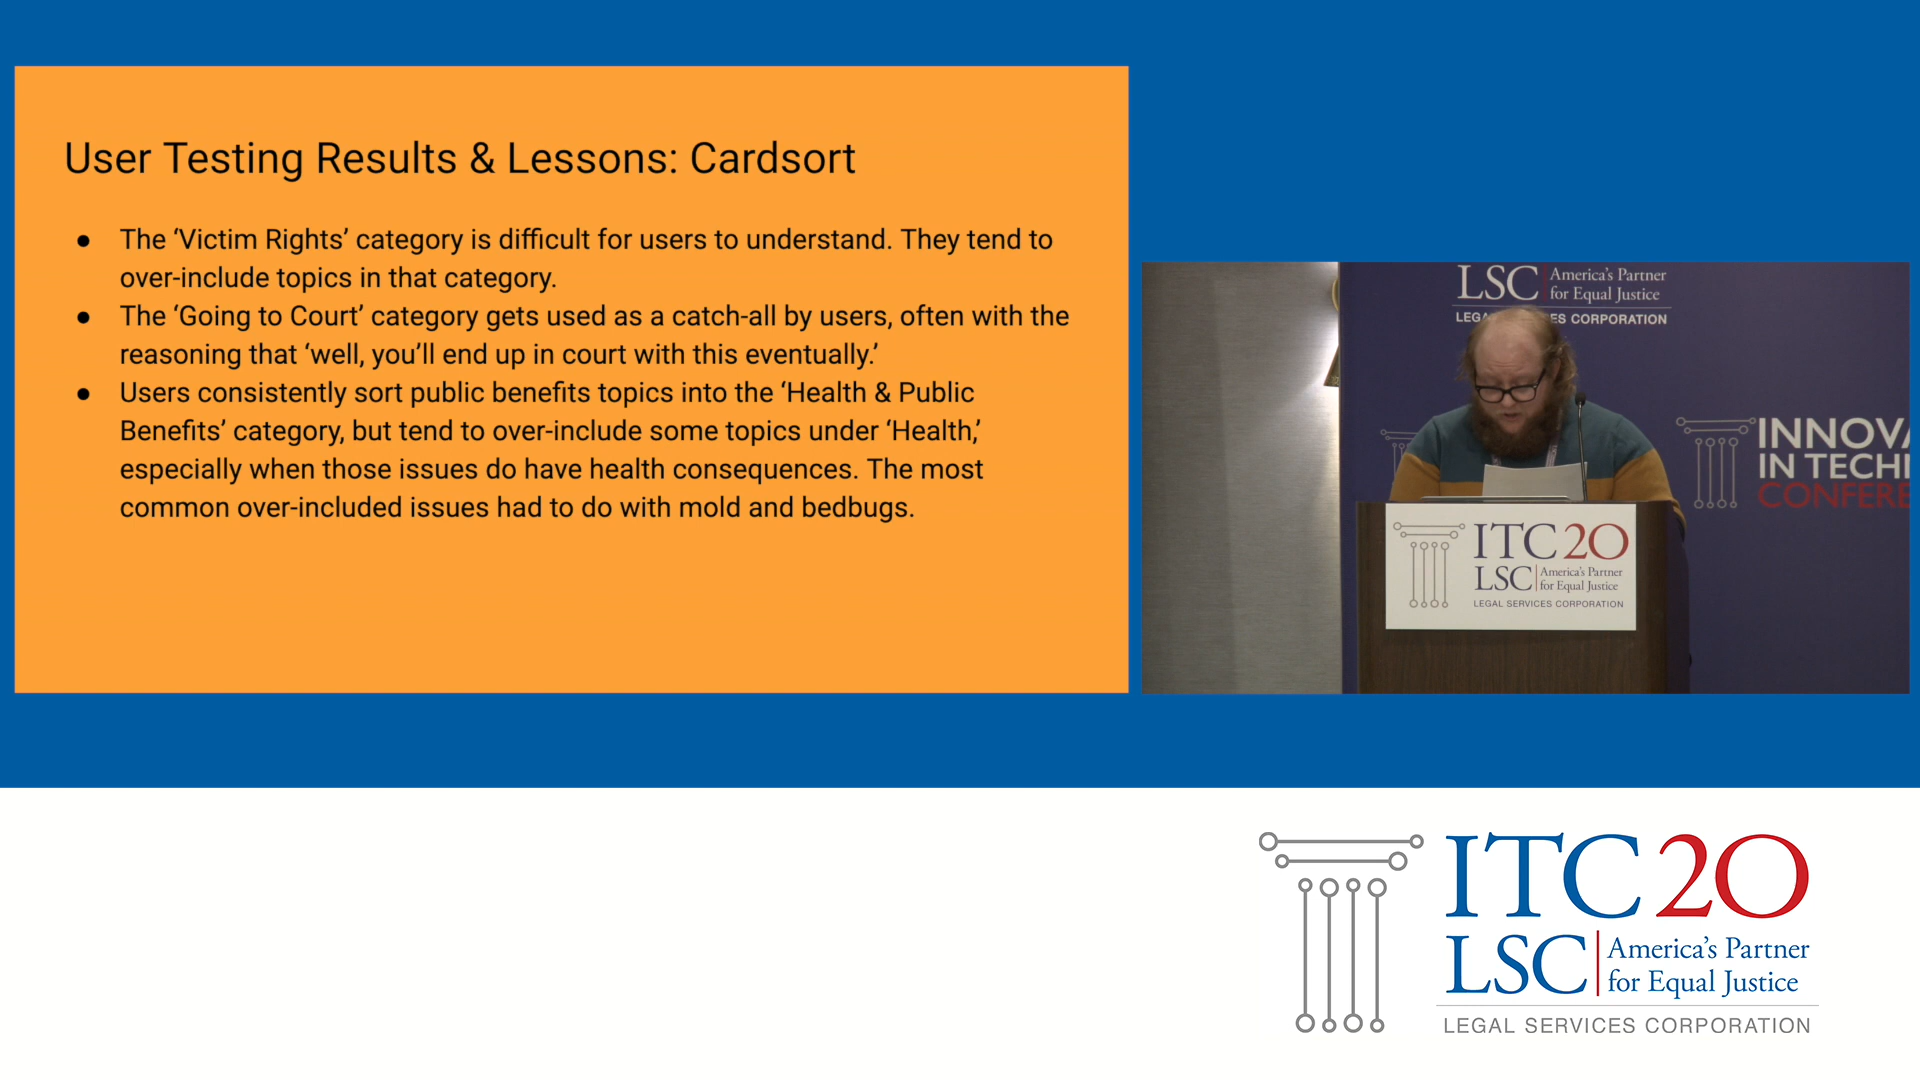 User Testing Results & Lessons: Cardsort
● The ‘Victim Rights’ category is difficult for users to understand. They tend to
over-include topics in that category.
● The ‘Going to Court’ category gets used as a catch-all by users, often with the
reasoning that ‘well, you’ll end up in court with this eventually.’
● Users consistently sort public benefits topics into the ‘Health & Public
Benefits’ category, but tend to over-include some topics under ‘Health,’
especially when those issues do have health consequences. The most
common over-included issues had to do with mold and bedbugs.
LSC America’s Partner
for Equal Justice
LEGA ES CORPORATION
INNOVA
IN TECH
CONFERE
ITC 20
LSC America’s Partner
for Equal Justice
LEGAL SERVICES CORPORATION
ITC 20
LSC America’s Partner
for Equal Justice
LEGAL SERVICES CORPORATION